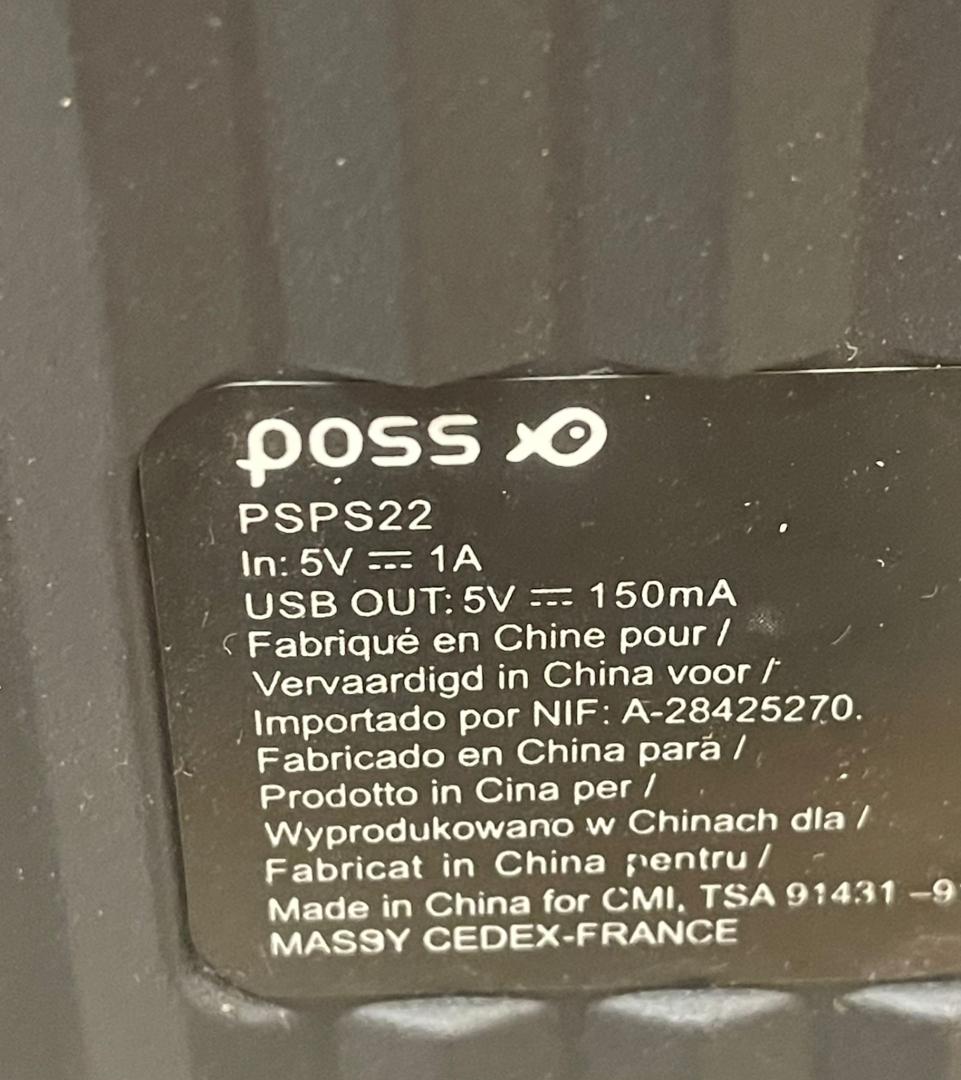 poss
PSPS22
In: 5V ⎓ 1A
USB OUT: 5V ⎓ 150mA
Fabriqué en Chine pour /
Vervaardigd in China voor /
Importado por NIF: A-28425270.
Fabricado en China para /
Prodotto in Cina per /
Wyprodukowano w Chinach dla /
Fabricat in China pentru /
Made in China for CMI, TSA 91431 –9
MASSY CEDEX-FRANCE